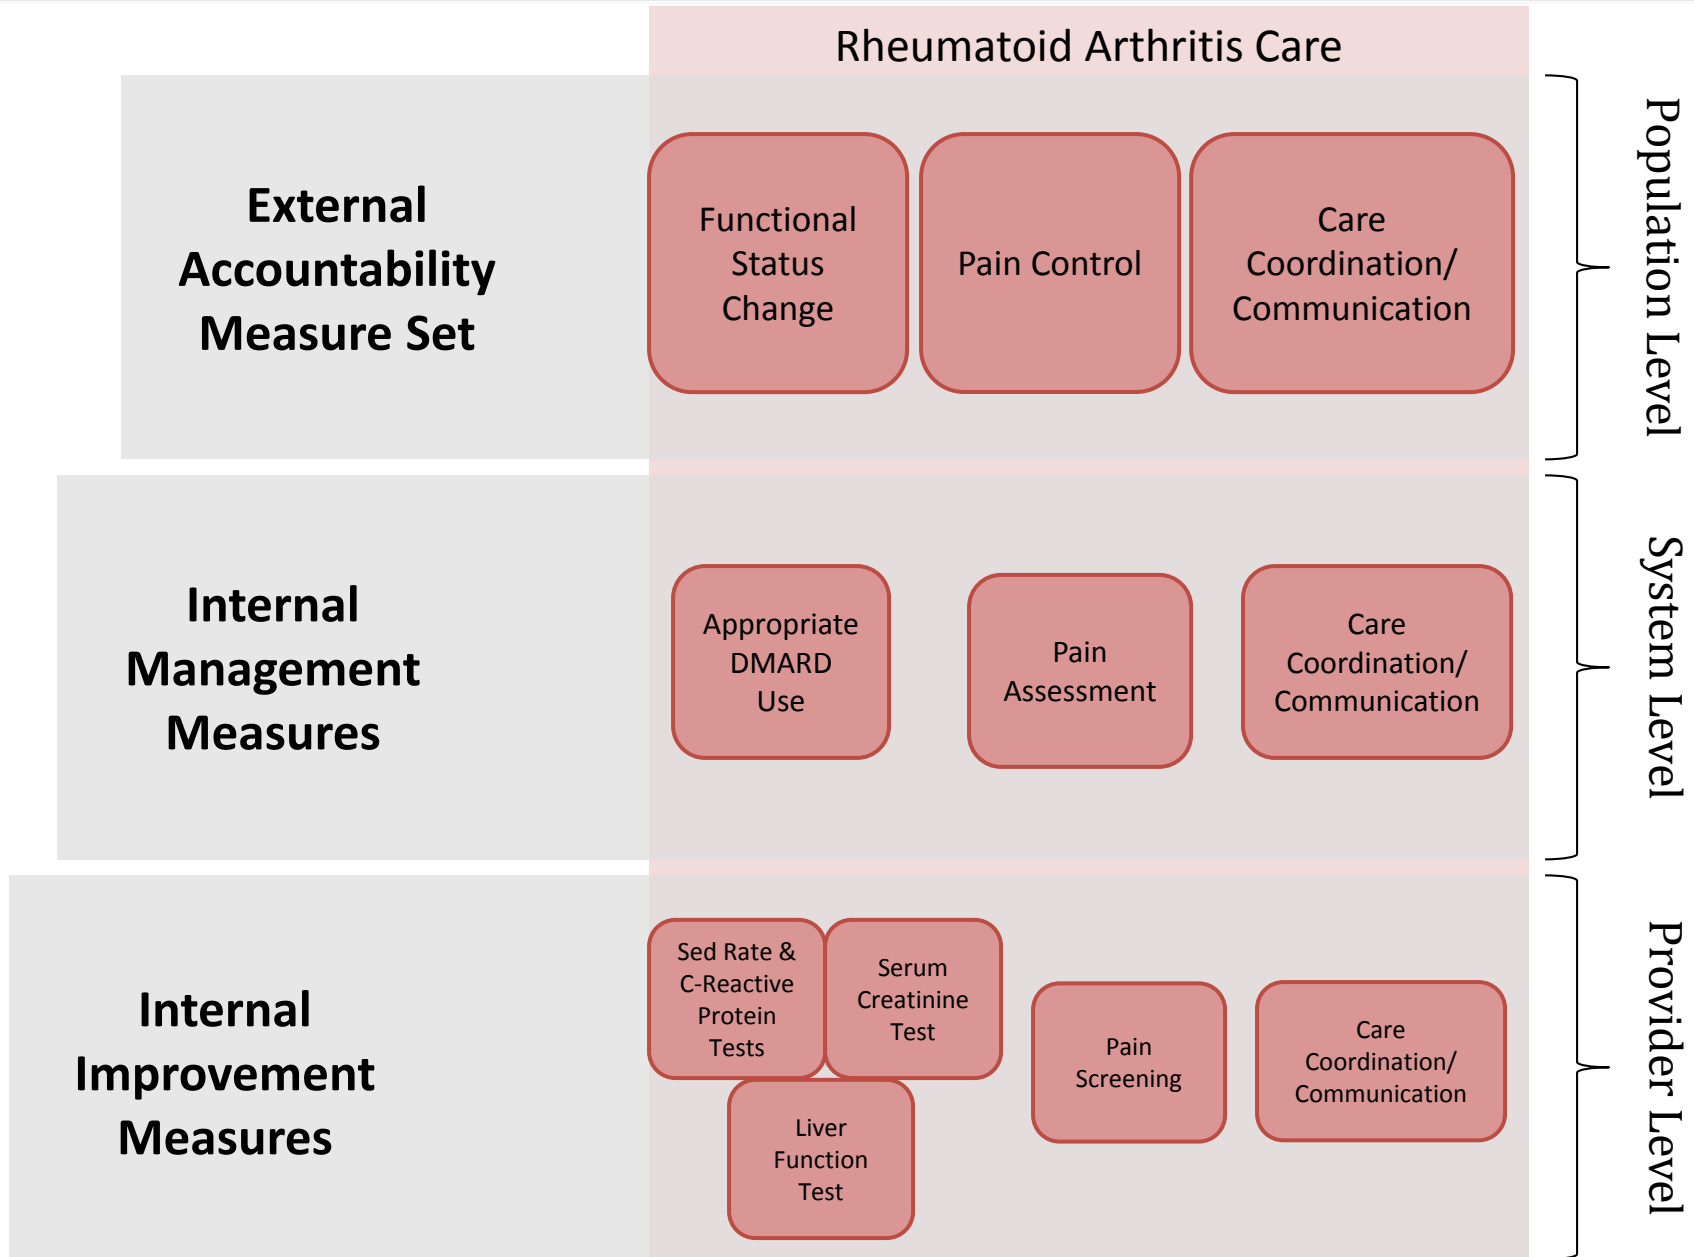 Rheumatoid Arthritis Care
External
Accountability
Measure Set
Functional
Status
Change
Pain Control
Care
Coordination/
Communication
Population Level
Internal
Management
Measures
Appropriate
DMARD
Use
Pain
Assessment
Care
Coordination/
Communication
System Level
Internal
Improvement
Measures
Sed Rate &
C-Reactive
Protein
Tests
Serum
Creatinine
Test
Liver
Function
Test
Pain
Screening
Care
Coordination/
Communication
Provider Level